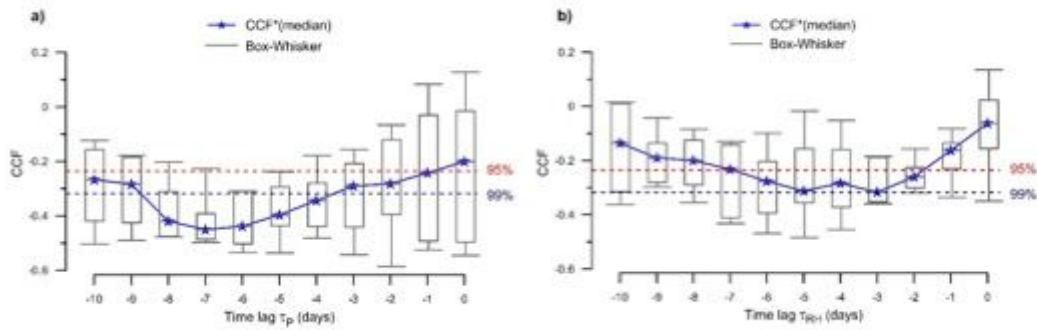 a)
CCF*(median)
Box-Whisker
0.2
0
-0.2
-0.4
-0.6
CCF
95%
99%
-10 -9 -8 -7 -6 -5 -4 -3 -2 -1 0
Time lag τP (days)
b)
CCF*(median)
Box-Whisker
0.2
0
-0.2
-0.4
-0.6
CCF
95%
99%
-10 -9 -8 -7 -6 -5 -4 -3 -2 -1 0
Time lag τRH (days)